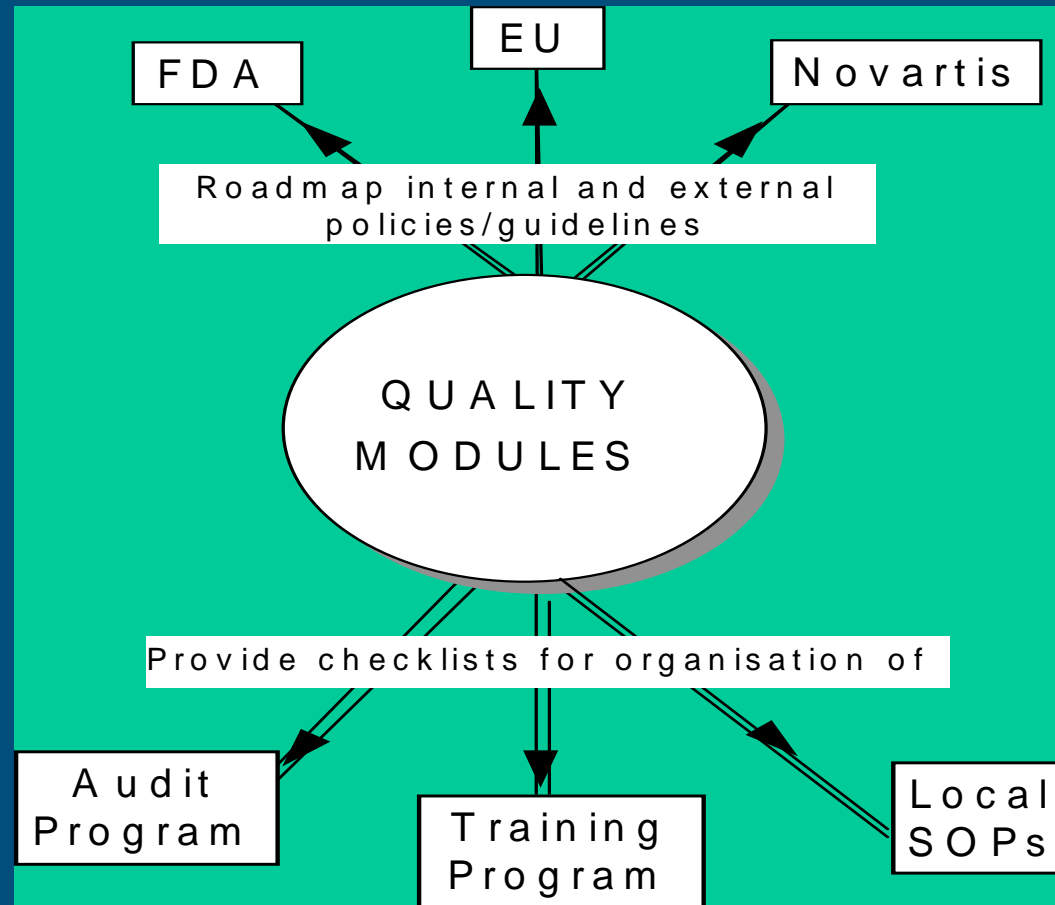 EU
FDA
Novartis
Roadmap internal and external
policies/guidelines
QUALITY
MODULES
Provide checklists for organisation of
Audit
Program
Training
Program
Local
SOPs